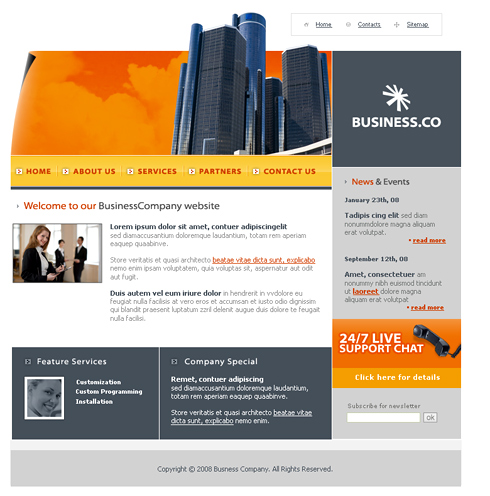 Home Contacts Sitemap
BUSINESS.CO
HOME ABOUT US SERVICES PARTNERS CONTACT US
Welcome to our BusinessCompany website
Lorem ipsum dolor sit amet, contuer adipiscingelit
sed diamaccusantium doloremque laudantium, totam rem aperiam
eaquep quaabinve.
Store veritatis et quasi architecto beatae vitae dicta sunt, explicabo
nemo enim ipsam voluptatem, quia voluptas sit, aspernatur aut odit
aut fugit.
Duis autem vel eum iriure dolor in hendrerit in vvdolore eu
feugiat nulla facilisis at vero eros et accumsan et iusto odio dignissim
qui blandit praesent luptatum zzril delenit augue duis dolore te feugait
nulla facilisi.
News & Events
January 23th, 08
Tadipis cing elit sed diam
nonummdolore magna aliquam
erat volutpat.
read more
September 12th, 08
Amet, consectetuer am
nonummy nibh euismod tincidunt
ut laoreet dolore magna
aliquam erat volutpat
read more
24/7 LIVE
SUPPORT CHAT
Click here for details
Subscribe for newsletter
ok
Feature Services
Customization
Custom Programming
Installation
Company Special
Remet, contuer adipiscing
sed diamaccusantium doloremque laudantium,
totam rem aperiam eaquep quaabinve.
Store veritatis et quasi architecto beatae vitae
dicta sunt, explicabo nemo enim.
Copyright © 2008 Busness Company. All Rights Reserved.